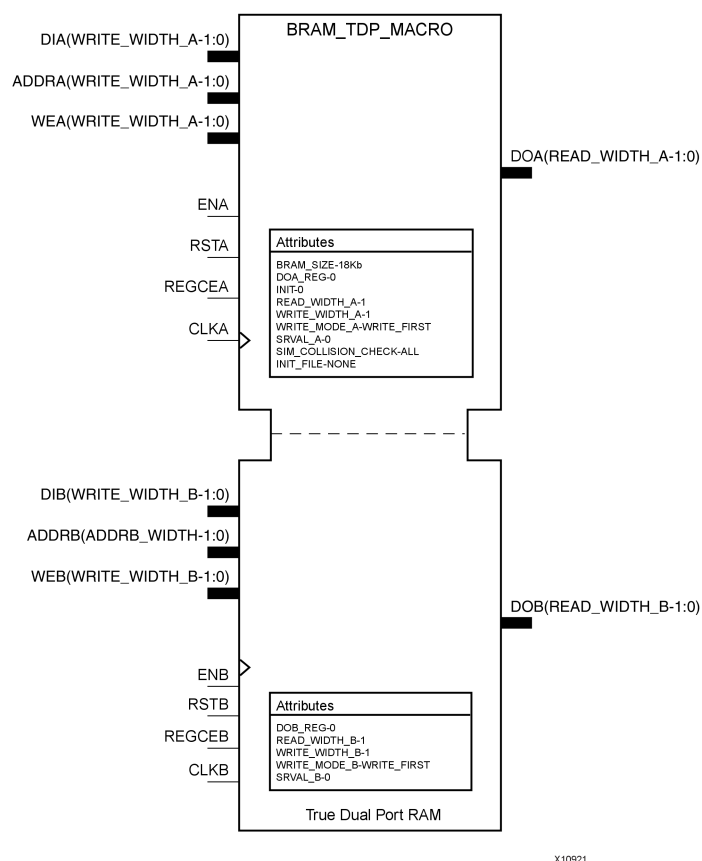 BRAM_TDP_MACRO
DIA(WRITE_WIDTH_A-1:0)
ADDRA(WRITE_WIDTH_A-1:0)
WEA(WRITE_WIDTH_A-1:0)
DOA(READ_WIDTH_A-1:0)
ENA
RSTA
REGCEA
CLKA
Attributes
BRAM_SIZE-18Kb
DOA_REG-0
INIT-0
READ_WIDTH_A-1
WRITE_WIDTH_A-1
WRITE_MODE_A-WRITE_FIRST
SRVAL_A-0
SIM_COLLISION_CHECK-ALL
INIT_FILE-NONE
DIB(WRITE_WIDTH_B-1:0)
ADDRB(ADDRB_WIDTH-1:0)
WEB(WRITE_WIDTH_B-1:0)
DOB(READ_WIDTH_B-1:0)
ENB
RSTB
REGCEB
CLKB
Attributes
DOB_REG-0
READ_WIDTH_B-1
WRITE_WIDTH_B-1
WRITE_MODE_B-WRITE_FIRST
SRVAL_B-0
True Dual Port RAM
X10921